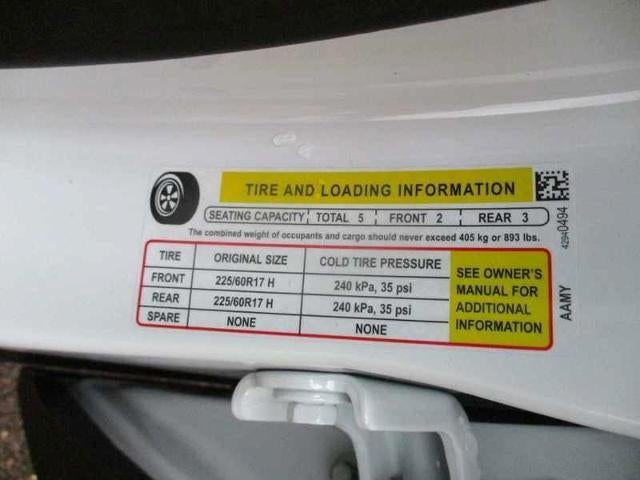 TIRE AND LOADING INFORMATION
SEATING CAPACITY TOTAL 5 FRONT 2 REAR 3
The combined weight of occupants and cargo should never exceed 405 kg or 893 lbs.
TIRE ORIGINAL SIZE COLD TIRE PRESSURE
FRONT 225/60R17 H 240 kPa, 35 psi
REAR 225/60R17 H 240 kPa, 35 psi
SPARE NONE NONE
SEE OWNER'S
MANUAL FOR
ADDITIONAL
INFORMATION
42940494
AAMY